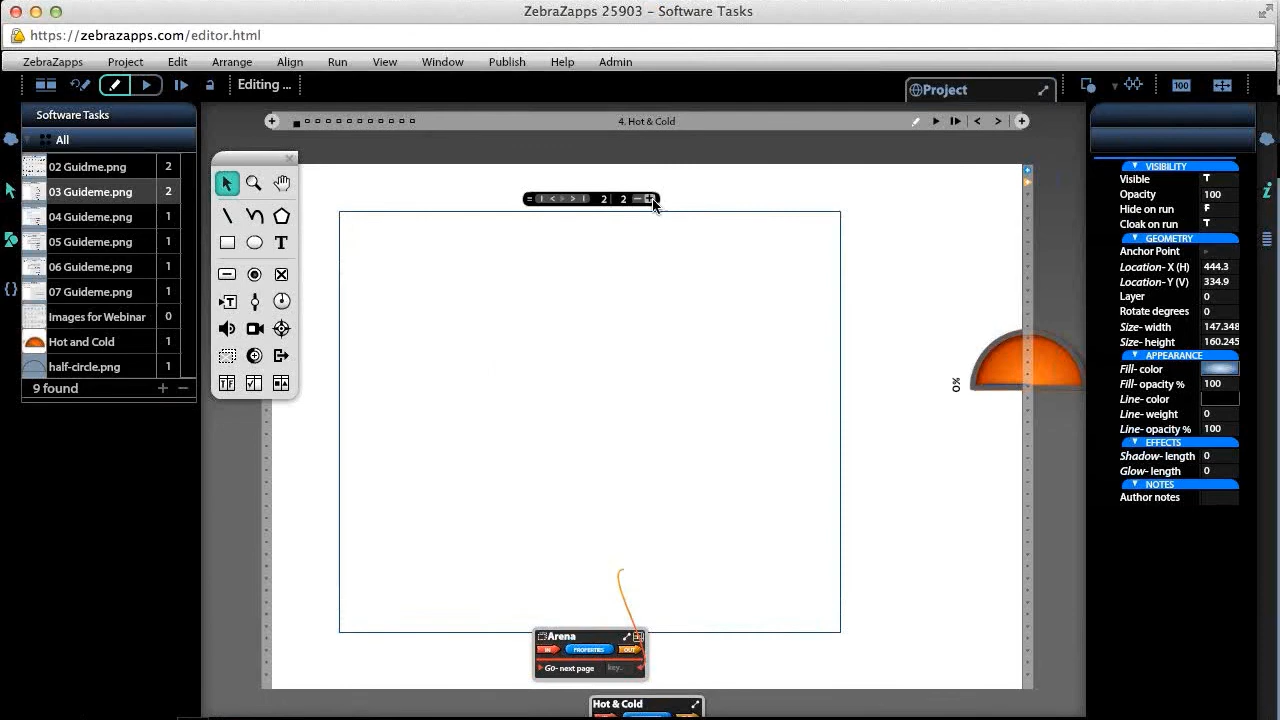 ZebraZapps 25903 – Software Tasks
https://zebrazapps.com/editor.html
ZebraZapps Project Edit Arrange Align Run View Window Publish Help Admin
Editing ...
Project
100
Software Tasks
All
02 Guidme.png 2
03 Guideme.png 2
04 Guideme.png 1
05 Guideme.png 1
06 Guideme.png 1
07 Guideme.png 1
Images for Webinar 0
Hot and Cold 1
half-circle.png 1
9 found
4. Hot & Cold
2 2
T
T
TF
0%
Arena
IN PROPERTIES OUT
Go- next page key..
Hot & Cold
VISIBILITY
Visible T
Opacity 100
Hide on run F
Cloak on run T
GEOMETRY
Anchor Point
Location- X (H) 444.3
Location- Y (V) 334.9
Layer 0
Rotate degrees 0
Size- width 147.348
Size- height 160.245
APPEARANCE
Fill- color
Fill- opacity % 100
Line- color
Line- weight 0
Line- opacity % 100
EFFECTS
Shadow- length 0
Glow- length 0
NOTES
Author notes